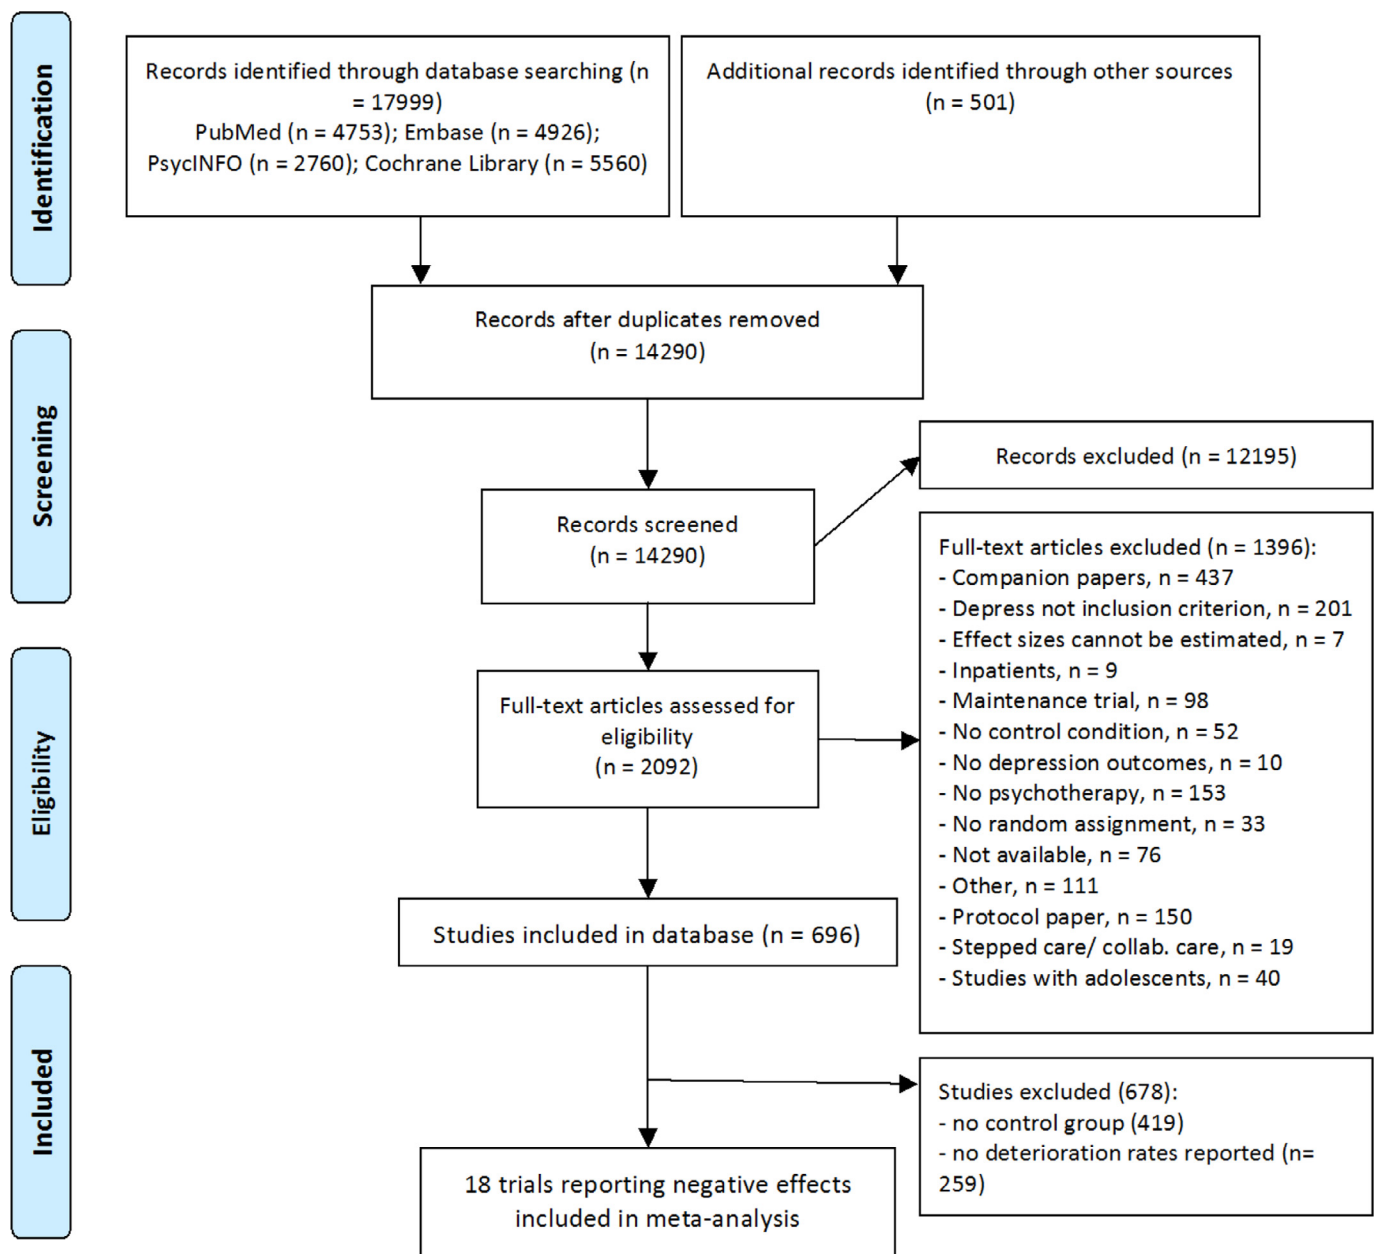 Identification
Records identified through database searching (n
= 17999)
PubMed (n = 4753); Embase (n = 4926);
PsycINFO (n = 2760); Cochrane Library (n = 5560)
Additional records identified through other sources
(n = 501)
Records after duplicates removed
(n = 14290)
Screening
Records screened
(n = 14290)
Records excluded (n = 12195)
Eligibility
Full-text articles assessed for
eligibility
(n = 2092)
Full-text articles excluded (n = 1396):
- Companion papers, n = 437
- Depress not inclusion criterion, n = 201
- Effect sizes cannot be estimated, n = 7
- Inpatients, n = 9
- Maintenance trial, n = 98
- No control condition, n = 52
- No depression outcomes, n = 10
- No psychotherapy, n = 153
- No random assignment, n = 33
- Not available, n = 76
- Other, n = 111
- Protocol paper, n = 150
- Stepped care/ collab. care, n = 19
- Studies with adolescents, n = 40
Studies included in database (n = 696)
Included
Studies excluded (678):
- no control group (419)
- no deterioration rates reported (n=
259)
18 trials reporting negative effects
included in meta-analysis